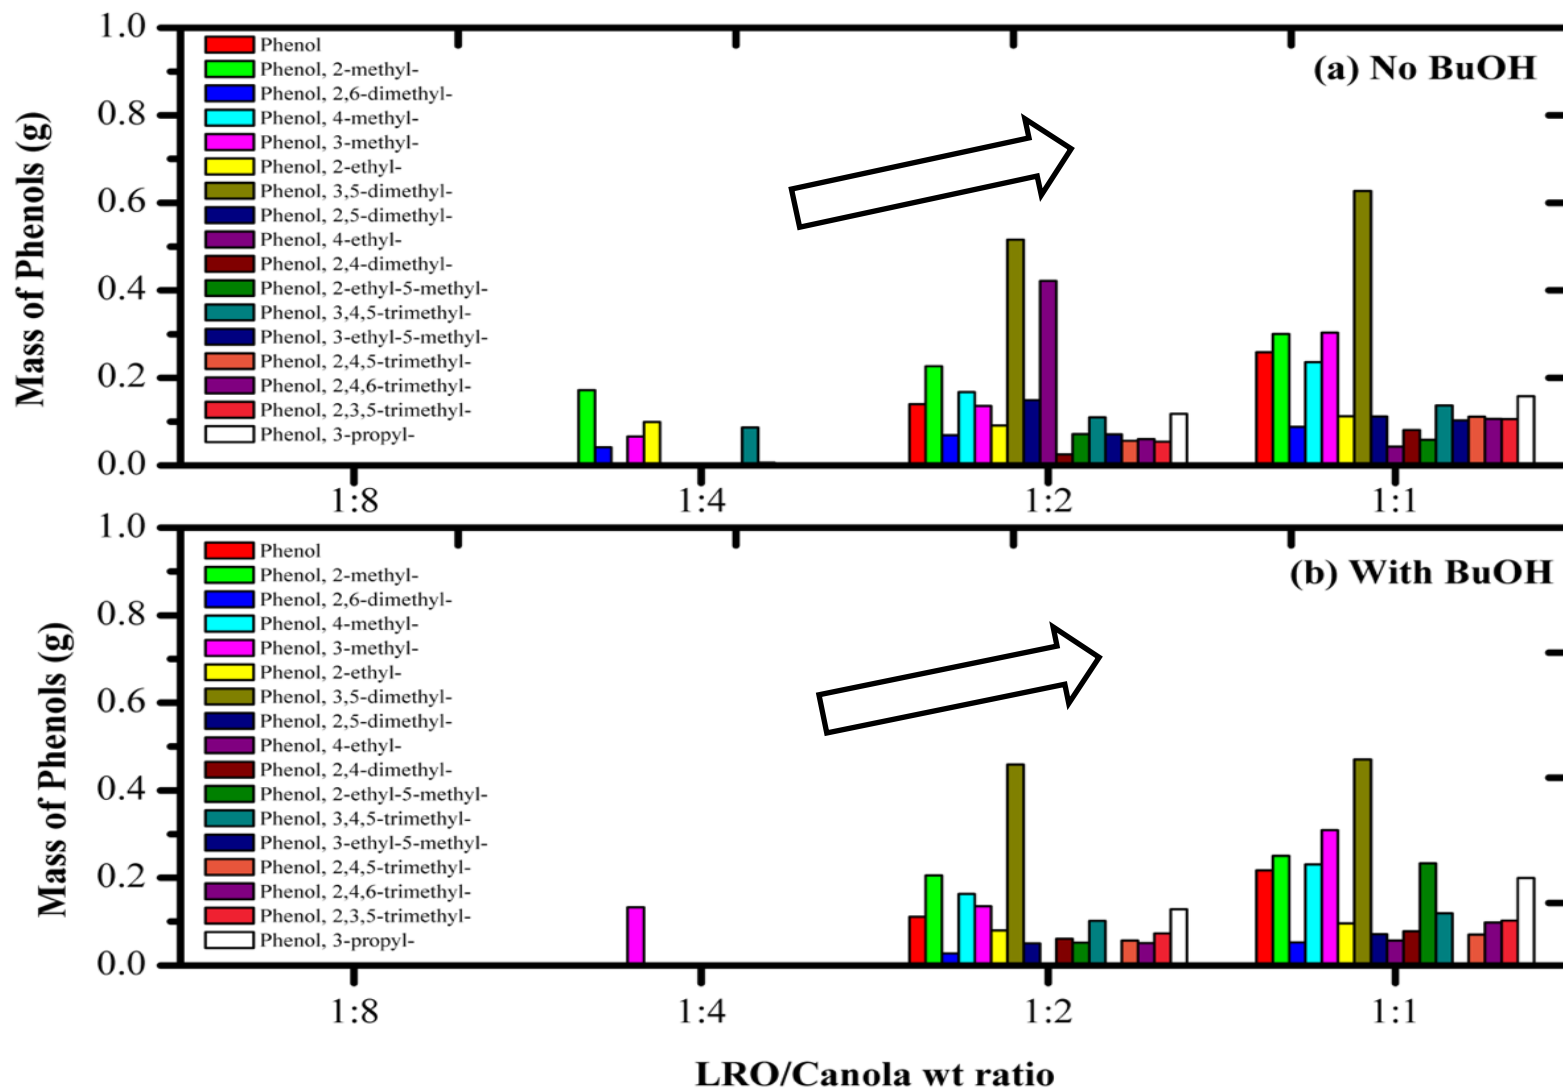 (a) No BuOH
Mass of Phenols (g)
1.0
0.8
0.6
0.4
0.2
0.0
Phenol
Phenol, 2-methyl-
Phenol, 2,6-dimethyl-
Phenol, 4-methyl-
Phenol, 3-methyl-
Phenol, 2-ethyl-
Phenol, 3,5-dimethyl-
Phenol, 2,5-dimethyl-
Phenol, 4-ethyl-
Phenol, 2,4-dimethyl-
Phenol, 2-ethyl-5-methyl-
Phenol, 3,4,5-trimethyl-
Phenol, 3-ethyl-5-methyl-
Phenol, 2,4,5-trimethyl-
Phenol, 2,4,6-trimethyl-
Phenol, 2,3,5-trimethyl-
Phenol, 3-propyl-
1:8 1:4 1:2 1:1
(b) With BuOH
Mass of Phenols (g)
1.0
0.8
0.6
0.4
0.2
0.0
Phenol
Phenol, 2-methyl-
Phenol, 2,6-dimethyl-
Phenol, 4-methyl-
Phenol, 3-methyl-
Phenol, 2-ethyl-
Phenol, 3,5-dimethyl-
Phenol, 2,5-dimethyl-
Phenol, 4-ethyl-
Phenol, 2,4-dimethyl-
Phenol, 2-ethyl-5-methyl-
Phenol, 3,4,5-trimethyl-
Phenol, 3-ethyl-5-methyl-
Phenol, 2,4,5-trimethyl-
Phenol, 2,4,6-trimethyl-
Phenol, 2,3,5-trimethyl-
Phenol, 3-propyl-
1:8 1:4 1:2 1:1
LRO/Canola wt ratio